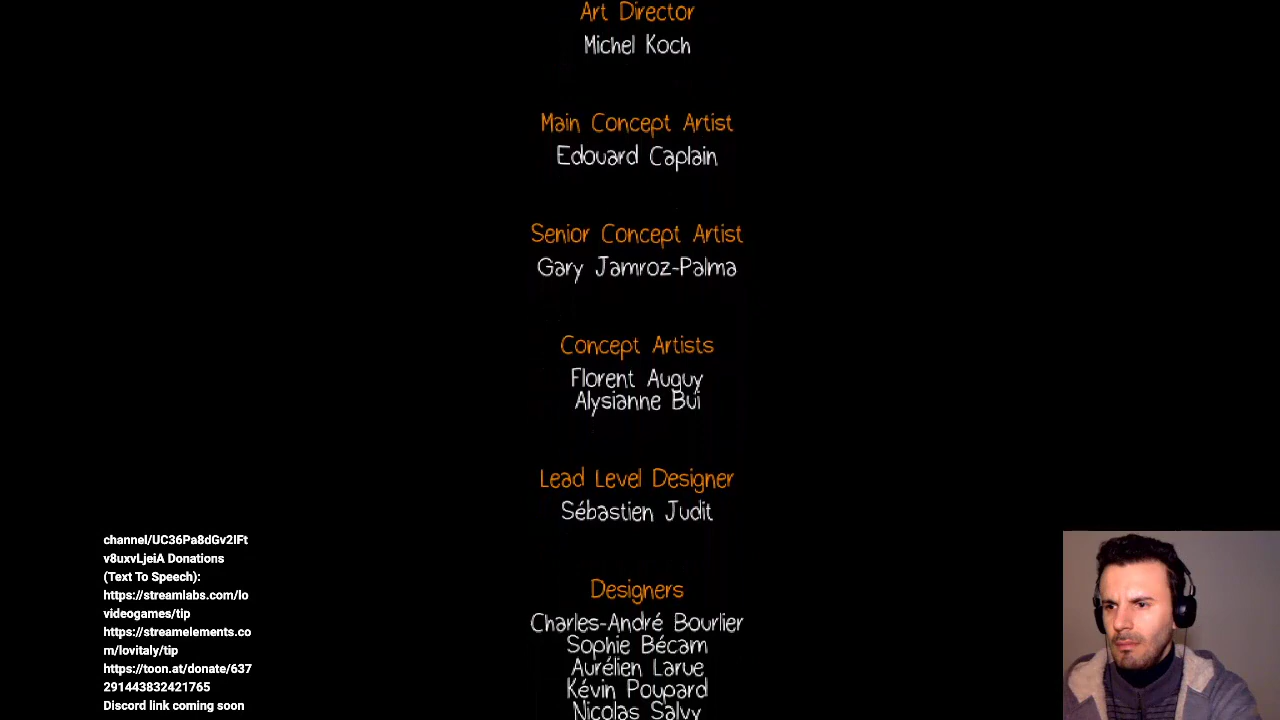 Art Director
Michel Koch
Main Concept Artist
Edouard Caplain
Senior Concept Artist
Gary Jamroz-Palma
Concept Artists
Florent Auguy
Alysianne Bui
Lead Level Designer
Sébastien Judit
Designers
Charles-André Bourlier
Sophie Bécam
Aurélien Larue
Kévin Poupard
Nicolas Salvy
channel/UC36Pa8dGv2IFt
v8uxvLjeiA Donations
(Text To Speech):
https://streamlabs.com/lo
videogames/tip
https://streamelements.co
m/lovitaly/tip
https://toon.at/donate/637
291443832421765
Discord link coming soon